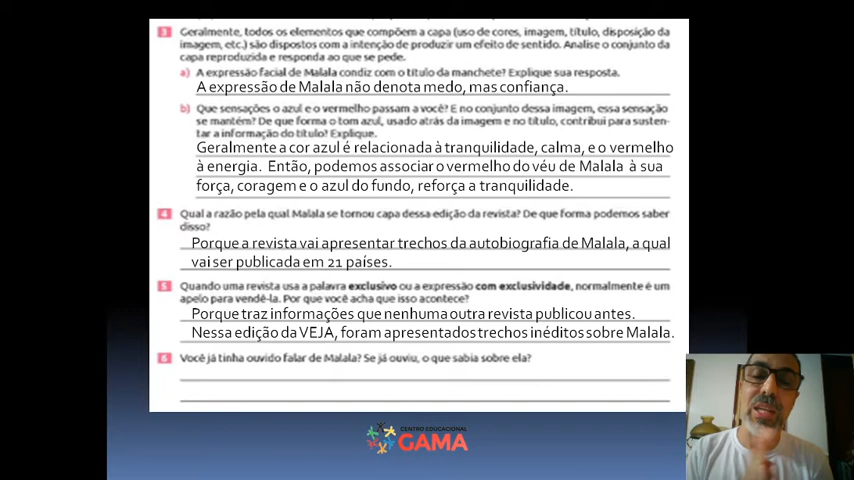 3 Geralmente, todos os elementos que compõem a capa (uso de cores, imagem, título, disposição da
imagem, etc.) são dispostos com a intenção de produzir um efeito de sentido. Analise o conjunto da
capa reproduzida e responda ao que se pede.
a) A expressão facial de Malala condiz com o título da manchete? Explique sua resposta.
A expressão de Malala não denota medo, mas confiança.
b) Que sensações o azul e o vermelho passam a você? E no conjunto dessa imagem, essa sensação
se mantém? De que forma o tom azul, usado atrás da imagem e no título, contribui para susten-
tar a informação do título? Explique.
Geralmente a cor azul é relacionada à tranquilidade, calma, e o vermelho
à energia. Então, podemos associar o vermelho do véu de Malala à sua
força, coragem e o azul do fundo, reforça a tranquilidade.
4 Qual a razão pela qual Malala se tornou capa dessa edição da revista? De que forma podemos saber
disso?
Porque a revista vai apresentar trechos da autobiografia de Malala, a qual
vai ser publicada em 21 países.
5 Quando uma revista usa a palavra exclusivo ou a expressão com exclusividade, normalmente é um
apelo para vendê-la. Por que você acha que isso acontece?
Porque traz informações que nenhuma outra revista publicou antes.
Nessa edição da VEJA, foram apresentados trechos inéditos sobre Malala.
6 Você já tinha ouvido falar de Malala? Se já ouviu, o que sabia sobre ela?
CENTRO EDUCACIONAL
GAMA